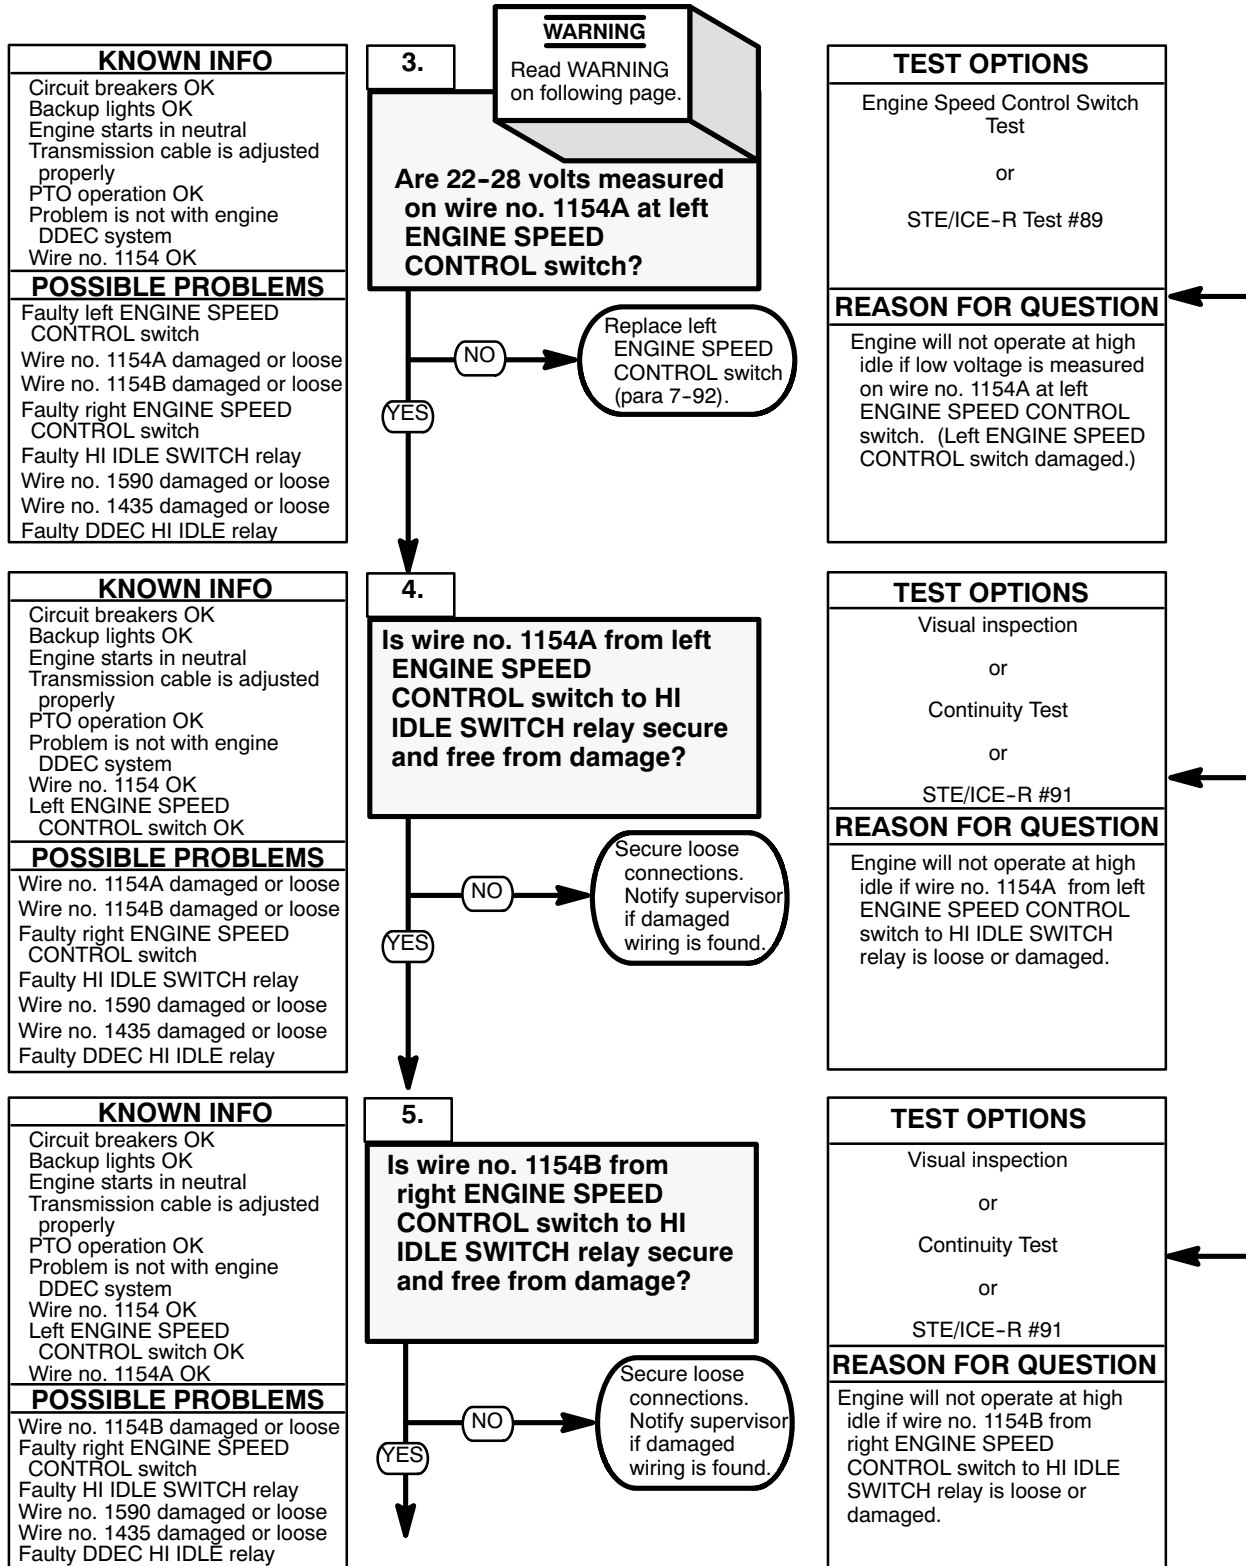 WARNING
Read WARNING
on following page.
KNOWN INFO
Circuit breakers OK
Backup lights OK
Engine starts in neutral
Transmission cable is adjusted
properly
PTO operation OK
Problem is not with engine
DDEC system
Wire no. 1154 OK
POSSIBLE PROBLEMS
Faulty left ENGINE SPEED
CONTROL switch
Wire no. 1154A damaged or loose
Wire no. 1154B damaged or loose
Faulty right ENGINE SPEED
CONTROL switch
Faulty HI IDLE SWITCH relay
Wire no. 1590 damaged or loose
Wire no. 1435 damaged or loose
Faulty DDEC HI IDLE relay
3.
Are 22-28 volts measured
on wire no. 1154A at left
ENGINE SPEED
CONTROL switch?
NO
Replace left
ENGINE SPEED
CONTROL switch
(para 7-92).
YES
TEST OPTIONS
Engine Speed Control Switch
Test
or
STE/ICE-R Test #89
REASON FOR QUESTION
Engine will not operate at high
idle if low voltage is measured
on wire no. 1154A at left
ENGINE SPEED CONTROL
switch. (Left ENGINE SPEED
CONTROL switch damaged.)
KNOWN INFO
Circuit breakers OK
Backup lights OK
Engine starts in neutral
Transmission cable is adjusted
properly
PTO operation OK
Problem is not with engine
DDEC system
Wire no. 1154 OK
Left ENGINE SPEED
CONTROL switch OK
POSSIBLE PROBLEMS
Wire no. 1154A damaged or loose
Wire no. 1154B damaged or loose
Faulty right ENGINE SPEED
CONTROL switch
Faulty HI IDLE SWITCH relay
Wire no. 1590 damaged or loose
Wire no. 1435 damaged or loose
Faulty DDEC HI IDLE relay
4.
Is wire no. 1154A from left
ENGINE SPEED
CONTROL switch to HI
IDLE SWITCH relay secure
and free from damage?
NO
Secure loose
connections.
Notify supervisor
if damaged
wiring is found.
YES
TEST OPTIONS
Visual inspection
or
Continuity Test
or
STE/ICE-R #91
REASON FOR QUESTION
Engine will not operate at high
idle if wire no. 1154A from left
ENGINE SPEED CONTROL
switch to HI IDLE SWITCH
relay is loose or damaged.
KNOWN INFO
Circuit breakers OK
Backup lights OK
Engine starts in neutral
Transmission cable is adjusted
properly
PTO operation OK
Problem is not with engine
DDEC system
Wire no. 1154 OK
Left ENGINE SPEED
CONTROL switch OK
Wire no. 1154A OK
POSSIBLE PROBLEMS
Wire no. 1154B damaged or loose
Faulty right ENGINE SPEED
CONTROL switch
Faulty HI IDLE SWITCH relay
Wire no. 1590 damaged or loose
Wire no. 1435 damaged or loose
Faulty DDEC HI IDLE relay
5.
Is wire no. 1154B from
right ENGINE SPEED
CONTROL switch to HI
IDLE SWITCH relay secure
and free from damage?
NO
Secure loose
connections.
Notify supervisor
if damaged
wiring is found.
YES
TEST OPTIONS
Visual inspection
or
Continuity Test
or
STE/ICE-R #91
REASON FOR QUESTION
Engine will not operate at high
idle if wire no. 1154B from
right ENGINE SPEED
CONTROL switch to HI IDLE
SWITCH relay is loose or
damaged.